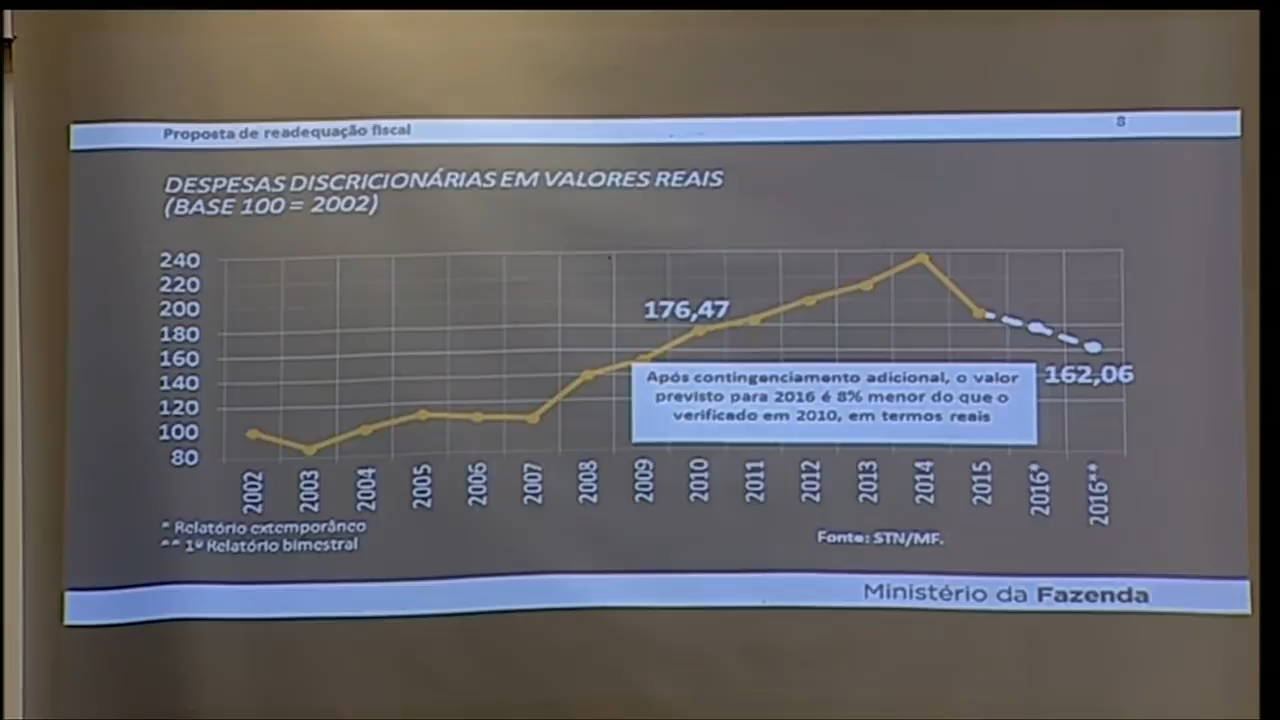 Proposta de readequação fiscal
8
DESPESAS DISCRICIONÁRIAS EM VALORES REAIS
(BASE 100 = 2002)
240
220
200
180
160
140
120
100
80
176,47
162,06
Após contingenciamento adicional, o valor
previsto para 2016 é 8% menor do que o
verificado em 2010, em termos reais
2002
2003
2004
2005
2006
2007
2008
2009
2010
2011
2012
2013
2014
2015
2016*
2016**
* Relatório extemporâneo
** 1º Relatório bimestral
Fonte: STN/MF.
Ministério da Fazenda